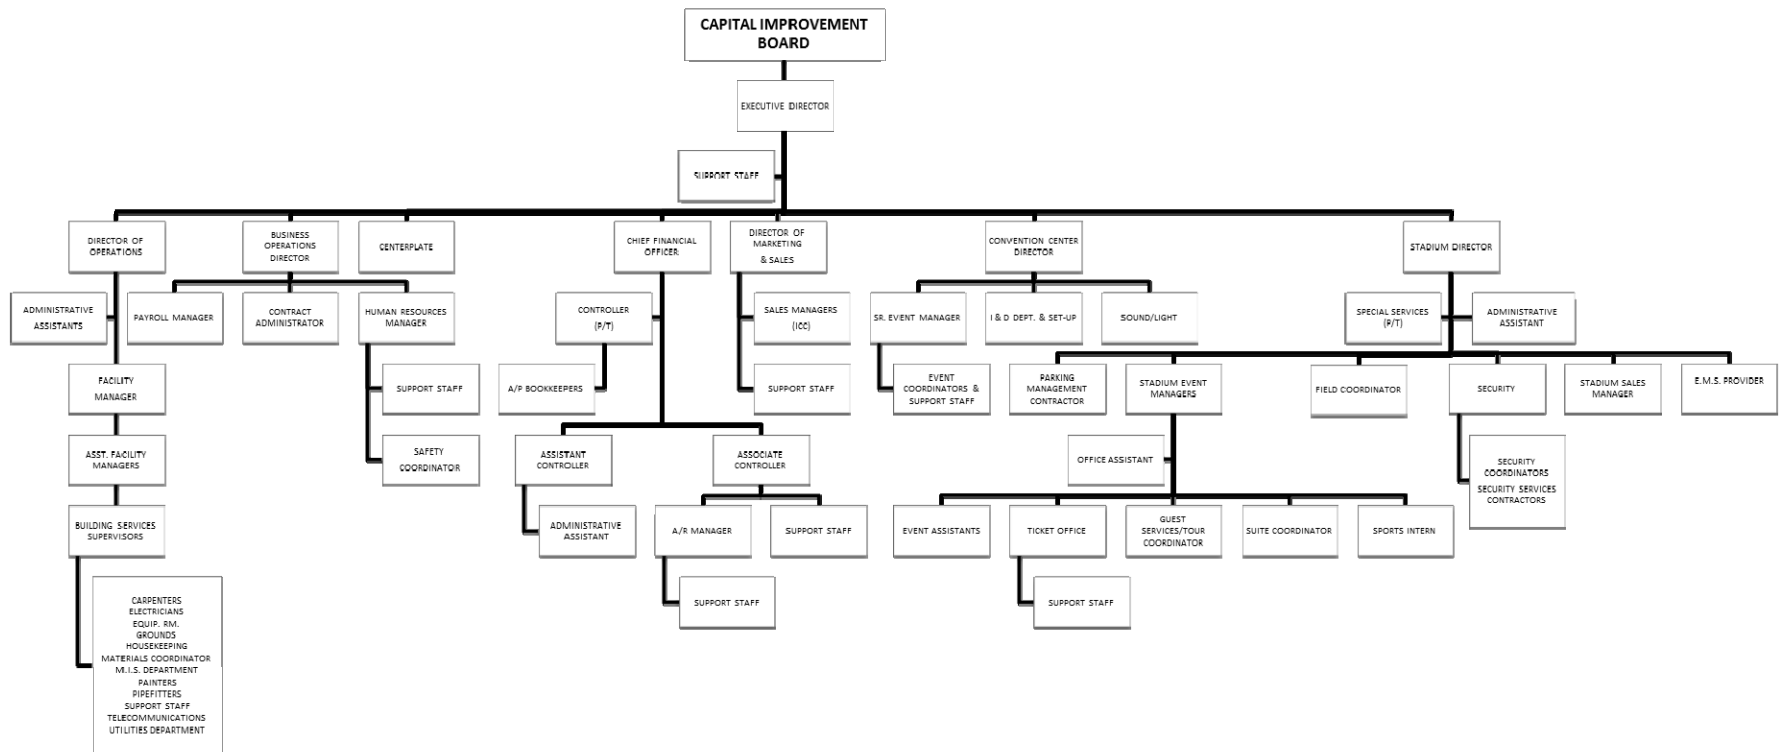 CAPITAL IMPROVEMENT
BOARD
EXECUTIVE DIRECTOR
SUPPORT STAFF
DIRECTOR OF
OPERATIONS
BUSINESS
OPERATIONS
DIRECTOR
CENTERPLATE
CHIEF FINANCIAL
OFFICER
DIRECTOR OF
MARKETING
& SALES
CONVENTION CENTER
DIRECTOR
STADIUM DIRECTOR
ADMINISTRATIVE
ASSISTANTS
PAYROLL MANAGER
CONTRACT
ADMINISTRATOR
HUMAN RESOURCES
MANAGER
CONTROLLER
(P/T)
SALES MANAGERS
(ICC)
SR. EVENT MANAGER
I & D DEPT. & SET-UP
SOUND/LIGHT
SPECIAL SERVICES
(P/T)
ADMINISTRATIVE
ASSISTANT
FACILITY
MANAGER
SUPPORT STAFF
A/P BOOKKEEPERS
SUPPORT STAFF
EVENT
COORDINATORS &
SUPPORT STAFF
PARKING
MANAGEMENT
CONTRACTOR
STADIUM EVENT
MANAGERS
FIELD COORDINATOR
SECURITY
STADIUM SALES
MANAGER
E.M.S. PROVIDER
ASST. FACILITY
MANAGERS
SAFETY
COORDINATOR
ASSISTANT
CONTROLLER
ASSOCIATE
CONTROLLER
OFFICE ASSISTANT
SECURITY
COORDINATORS
SECURITY SERVICES
CONTRACTORS
BUILDING SERVICES
SUPERVISORS
ADMINISTRATIVE
ASSISTANT
A/R MANAGER
SUPPORT STAFF
EVENT ASSISTANTS
TICKET OFFICE
GUEST
SERVICES/TOUR
COORDINATOR
SUITE COORDINATOR
SPORTS INTERN
SUPPORT STAFF
SUPPORT STAFF
CARPENTERS
ELECTRICIANS
EQUIP. RM.
GROUNDS
HOUSEKEEPING
MATERIALS COORDINATOR
M.I.S. DEPARTMENT
PAINTERS
PIPEFITTERS
SUPPORT STAFF
TELECOMMUNICATIONS
UTILITIES DEPARTMENT